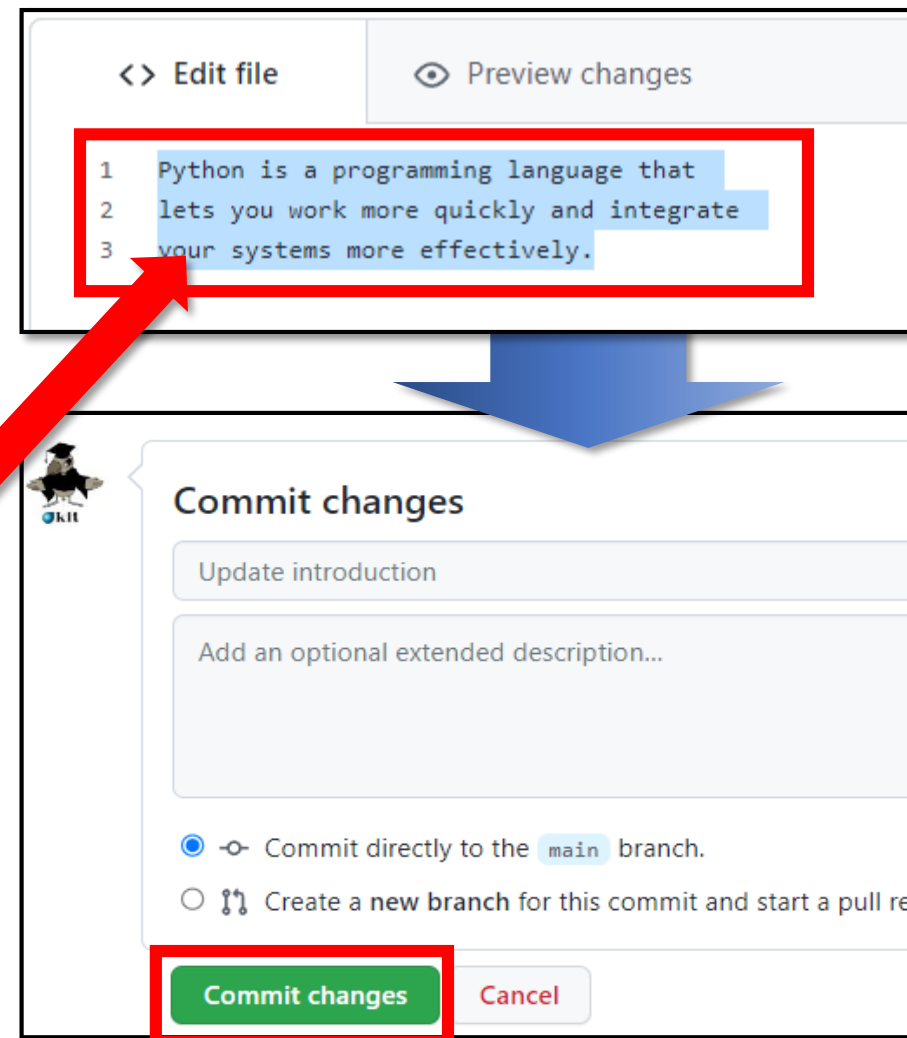 <> Edit file
Preview changes
1 Python is a programming language that
2 lets you work more quickly and integrate
3 your systems more effectively.
Okit
Commit changes
Update introduction
Add an optional extended description...
Commit directly to the main branch.
Create a new branch for this commit and start a pull re
Commit changes
Cancel